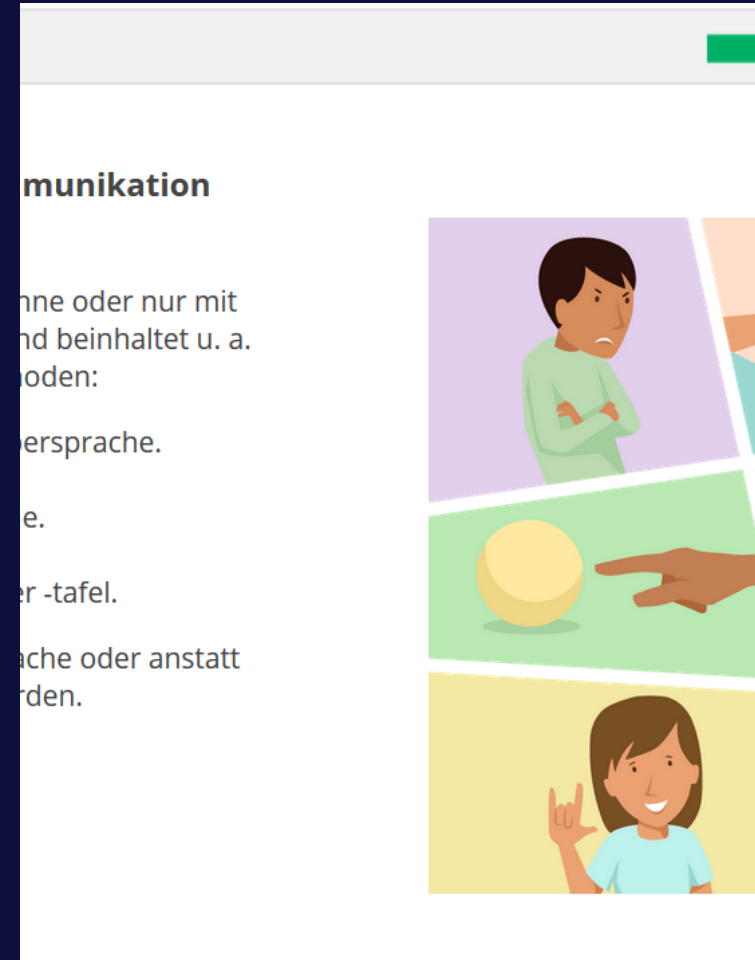 munikation
nne oder nur mit
nd beinhaltet u. a.
oden:
ersprache.
e.
er -tafel.
ache oder anstatt
rden.